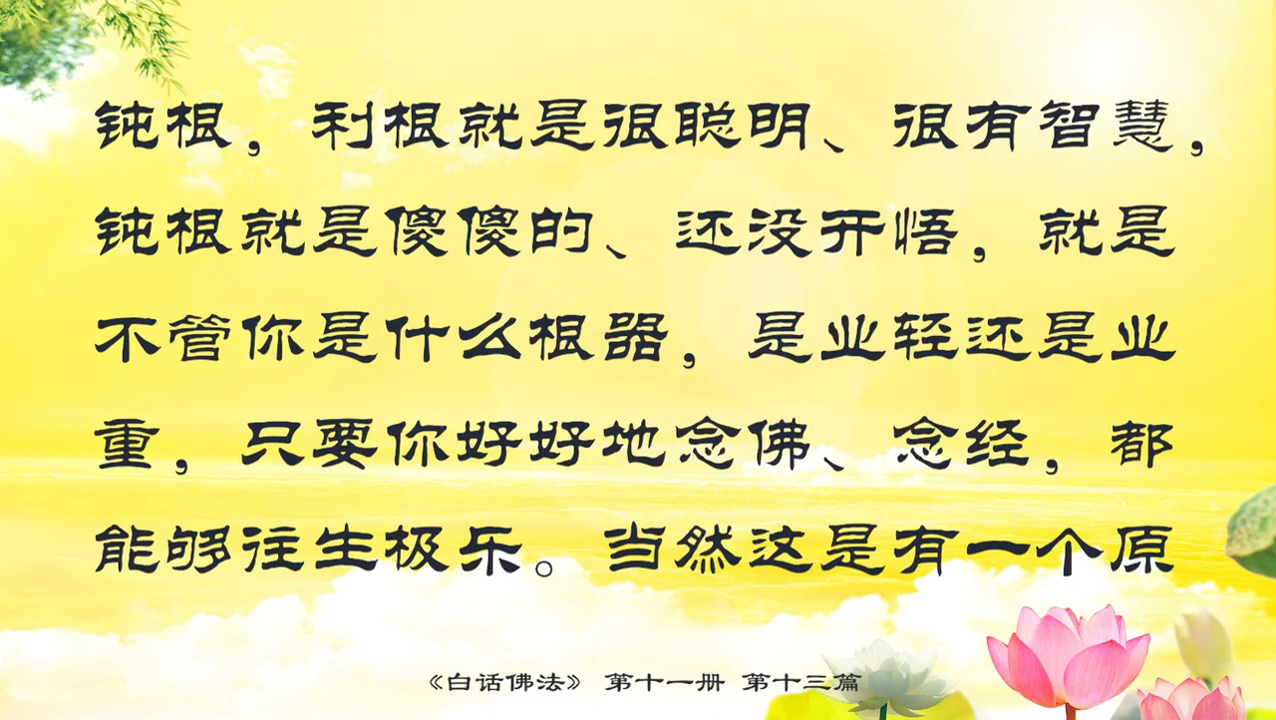 钝根，利根就是很聪明、很有智慧，
钝根就是傻傻的、还没开悟，就是
不管你是什么根器，是业轻还是业
重，只要你好好地念佛、念经，都
能够往生极乐。当然这是有一个原
《白话佛法》 第十一册 第十三篇